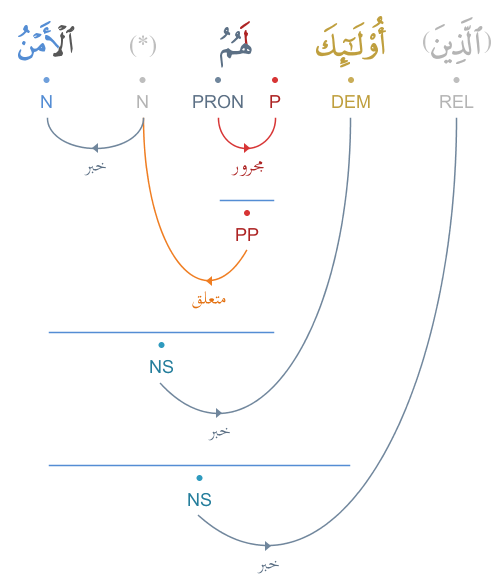 (ٱلَّذِينَ) أُو۟لَـٰٓئِكَ لَهُمُ (*) ٱلْأَمْنُ
REL DEM P PRON N N
خبر مجرور
PP
متعلق
NS
خبر
NS
خبر